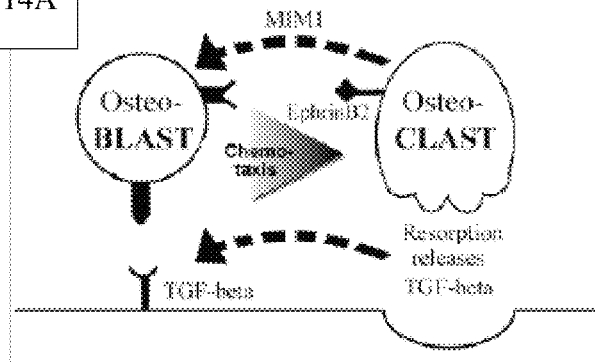 14A
MIM1
Osteo-
BLAST
EphrinB2
Osteo-
CLAST
Chemo-
taxis
Resorption
releases
TGF-beta
TGF-beta